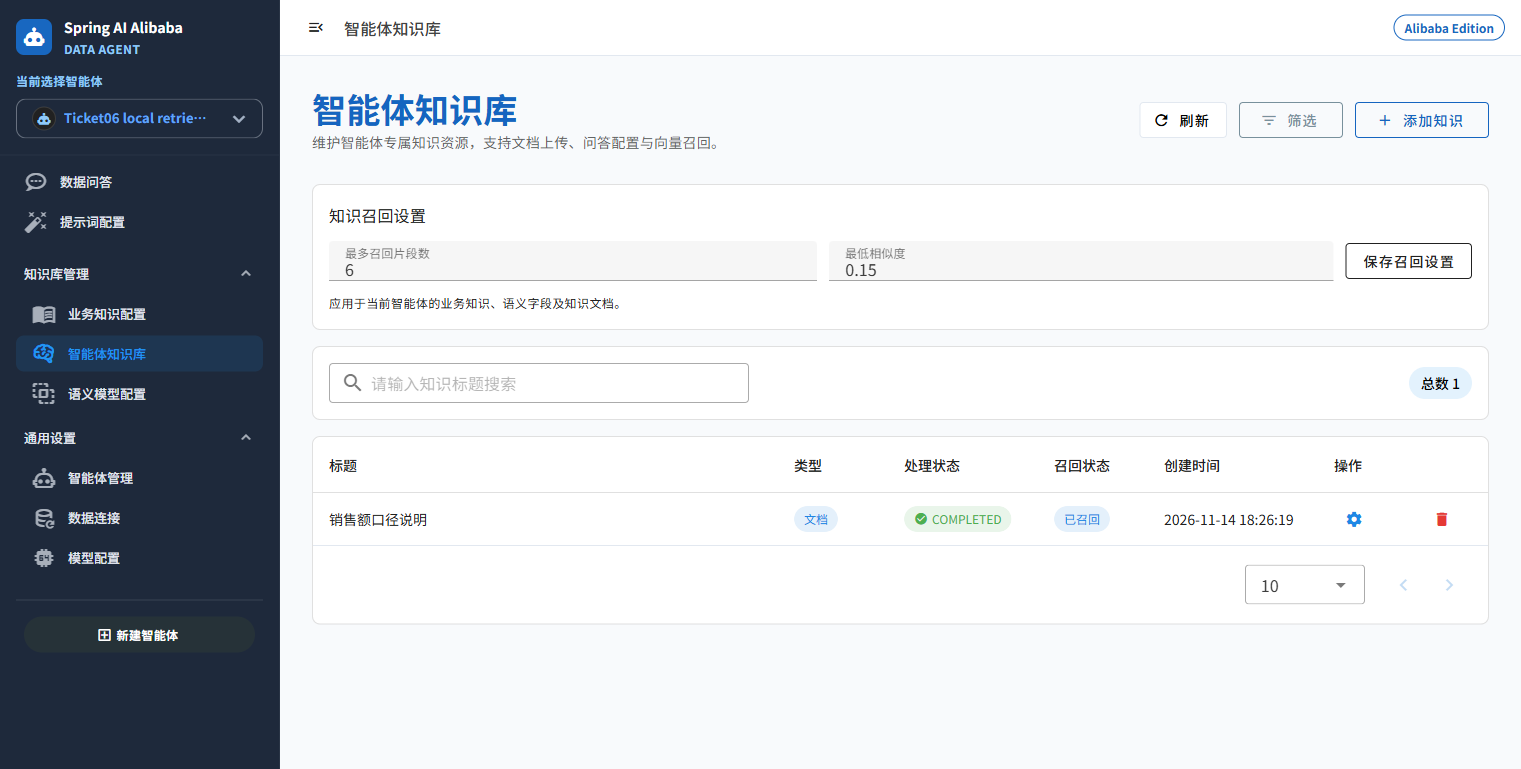 Spring AI Alibaba
DATA AGENT
当前选择智能体
Ticket06 local retrie···
数据问答
提示词配置
知识库管理
业务知识配置
智能体知识库
语义模型配置
通用设置
智能体管理
数据连接
64
模型配置
新建智能体
智能体知识库
Alibaba Edition
智能体知识库
维护智能体专属知识资源，支持文档上传、问答配置与向量召回。
刷新
筛选
添加知识
知识召回设置
最多召回片段数
6
最低相似度
0.15
保存召回设置
应用于当前智能体的业务知识、语义字段及知识文档。
请输入知识标题搜索
总数 1
标题 类型 处理状态 召回状态 创建时间 操作
销售额口径说明 文档 COMPLETED 已召回 2026-11-14 18:26:19
10